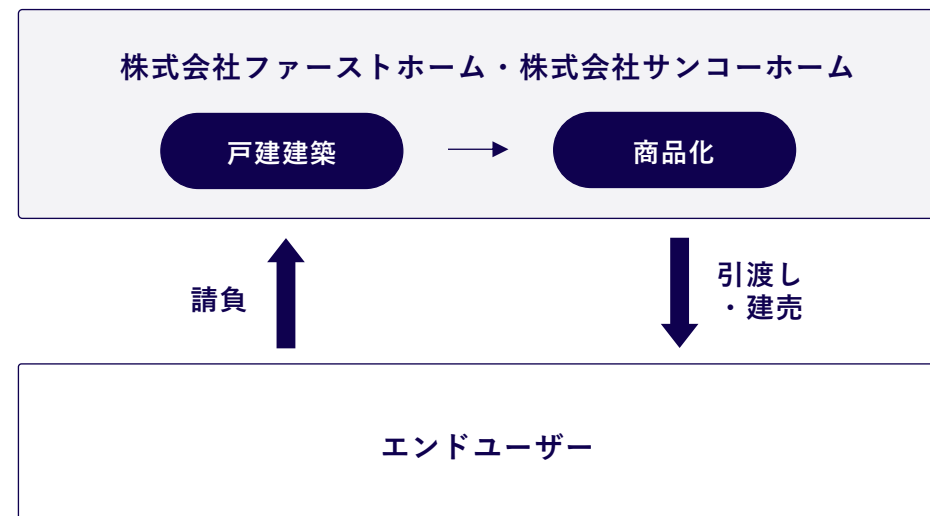 株式会社ファーストホーム・株式会社サンコーホーム
戸建建築
商品化
請負
引渡し
・建売
エンドユーザー